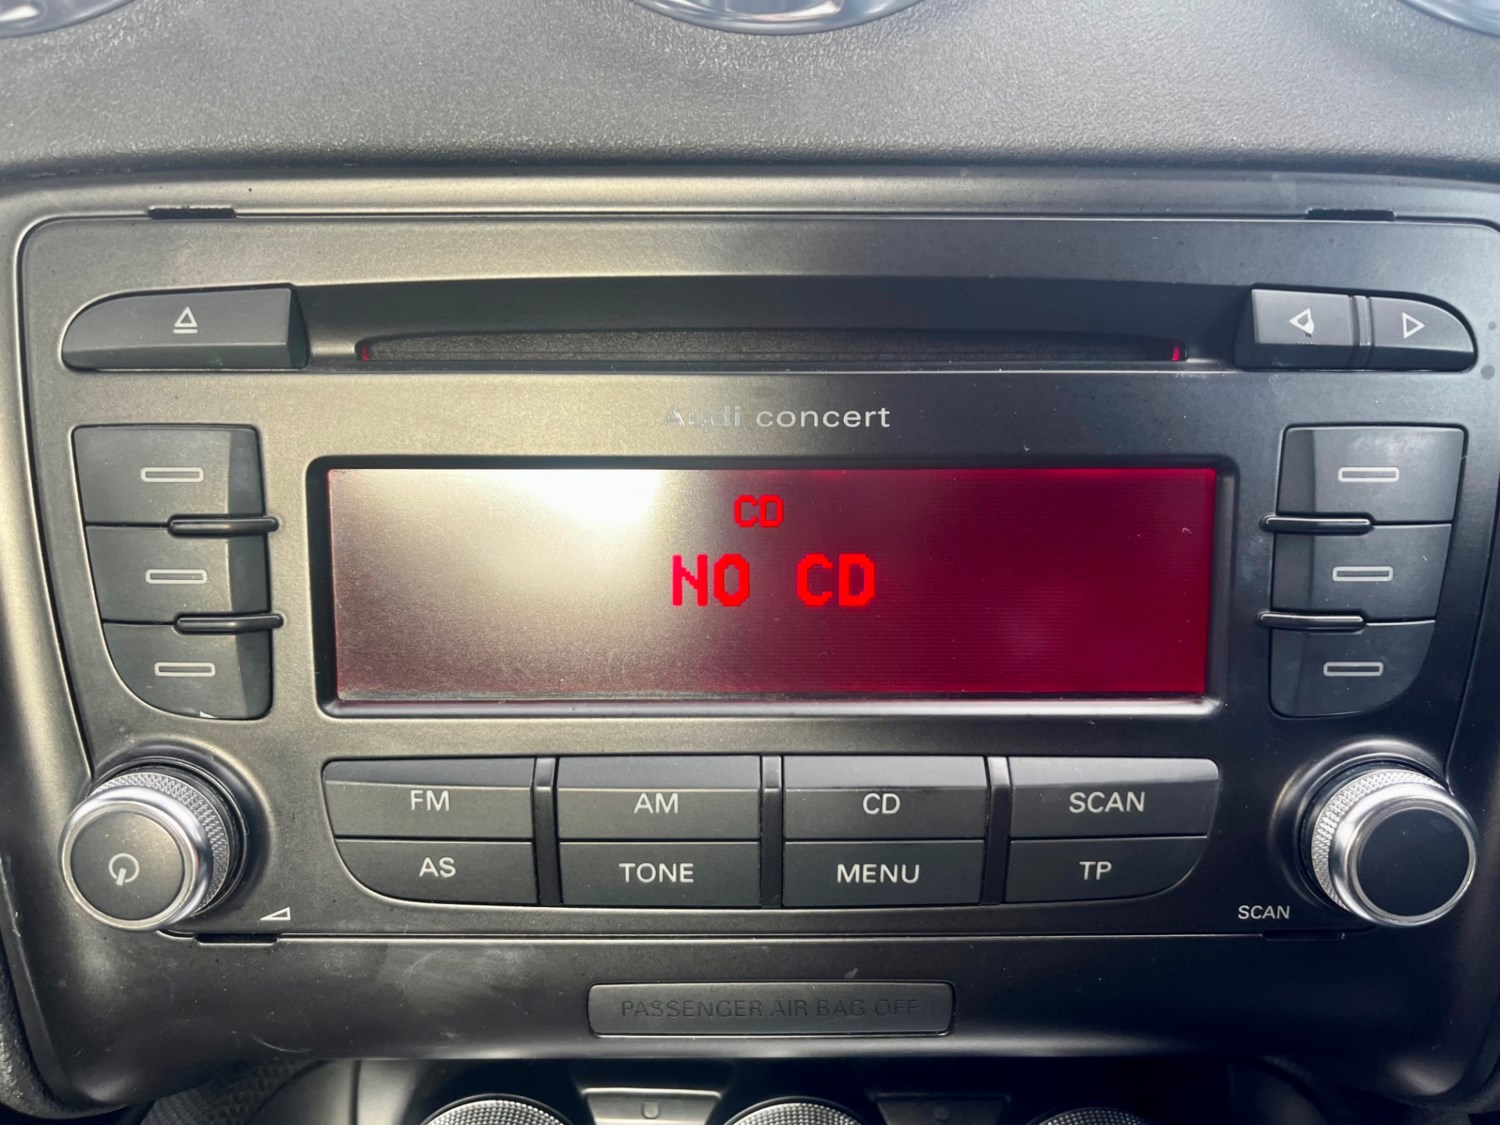 Audi concert
CD
NO CD
FM AM CD SCAN
AS TONE MENU TP
SCAN
PASSENGER AIR BAG OFF